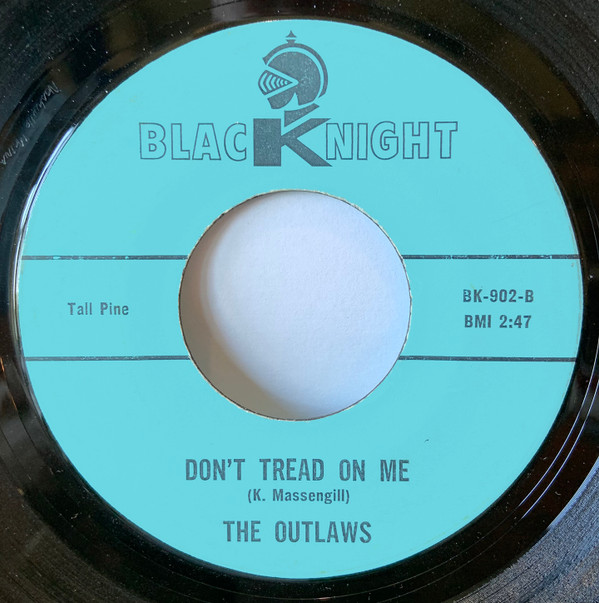 BLACKNIGHT
Tall Pine
BK-902-B
BMI 2:47
DON'T TREAD ON ME
(K. Massengill)
THE OUTLAWS